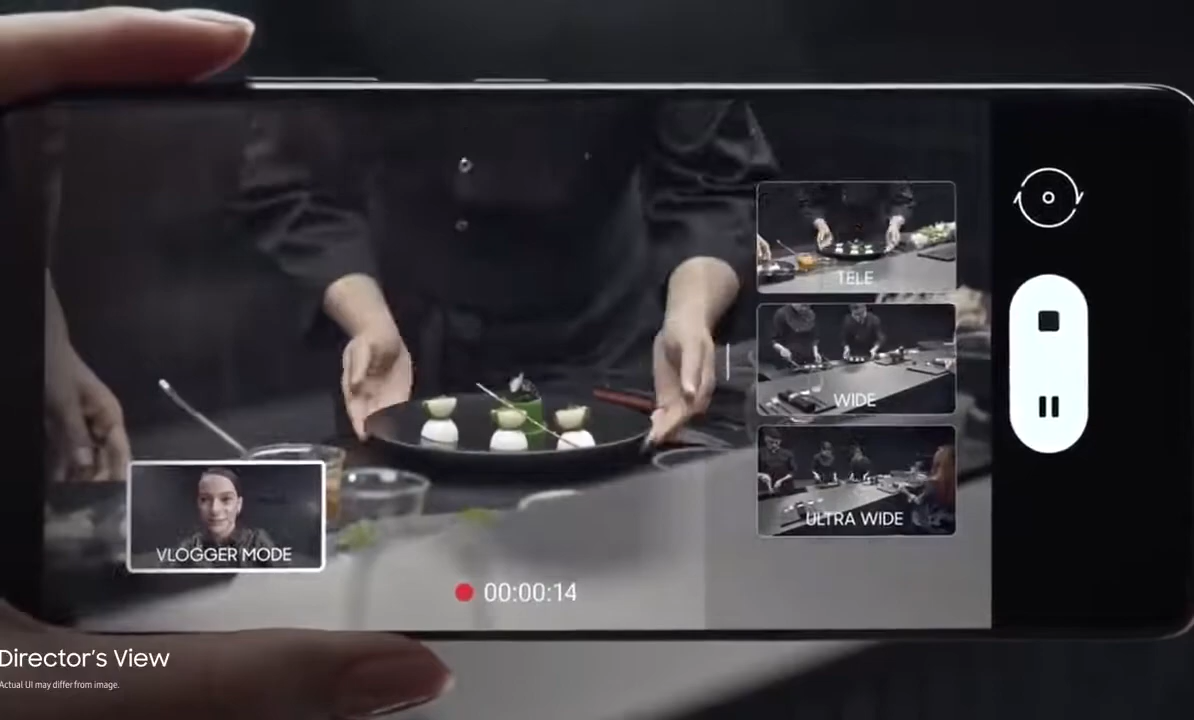 TELE
WIDE
ULTRA WIDE
VLOGGER MODE
00:00:14
Director's View
Actual UI may differ from image.